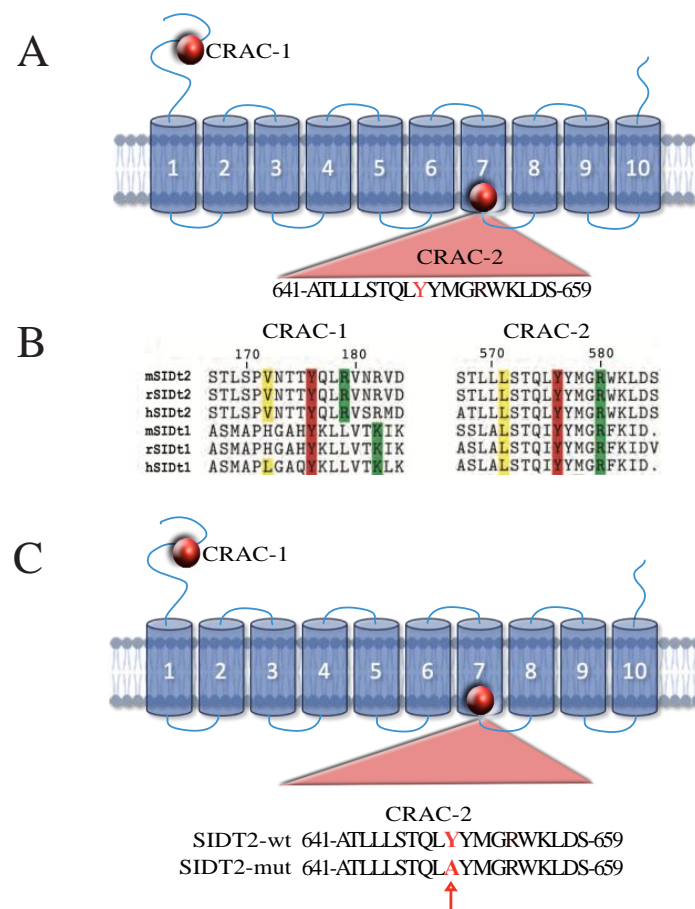 A
CRAC-1
1 2 3 4 5 6 7 8 9 10
CRAC-2
641-ATLLLSTQLYYMGRWKLDS-659
B
CRAC-1 CRAC-2
170 180 570 580
mSIDt2 STLSPVNTTYQLRVNRVD STLLLSTQLYYMGRWKLDS
rSIDt2 STLSPVNTTYQLRVNRVD STLLLSTQLYYMGRWKLDS
hSIDt2 STLSPVNTTYQLRVSRMD ATLLLSTQLYYMGRWKLDS
mSIDt1 ASMAPHGAHYKLLVTKIK SSLALSTQIYYMGRFKID.
rSIDt1 ASMAPHGAHYKLLVTKIK ASLALSTQIYYMGRFKIDV
hSIDt1 ASMAPLGAQYKLLVTKLK ASLALSTQIYYMGRFKID.
C
CRAC-1
1 2 3 4 5 6 7 8 9 10
CRAC-2
SIDT2-wt 641-ATLLLSTQLYYMGRWKLDS-659
SIDT2-mut 641-ATLLLSTQLAYMGRWKLDS-659